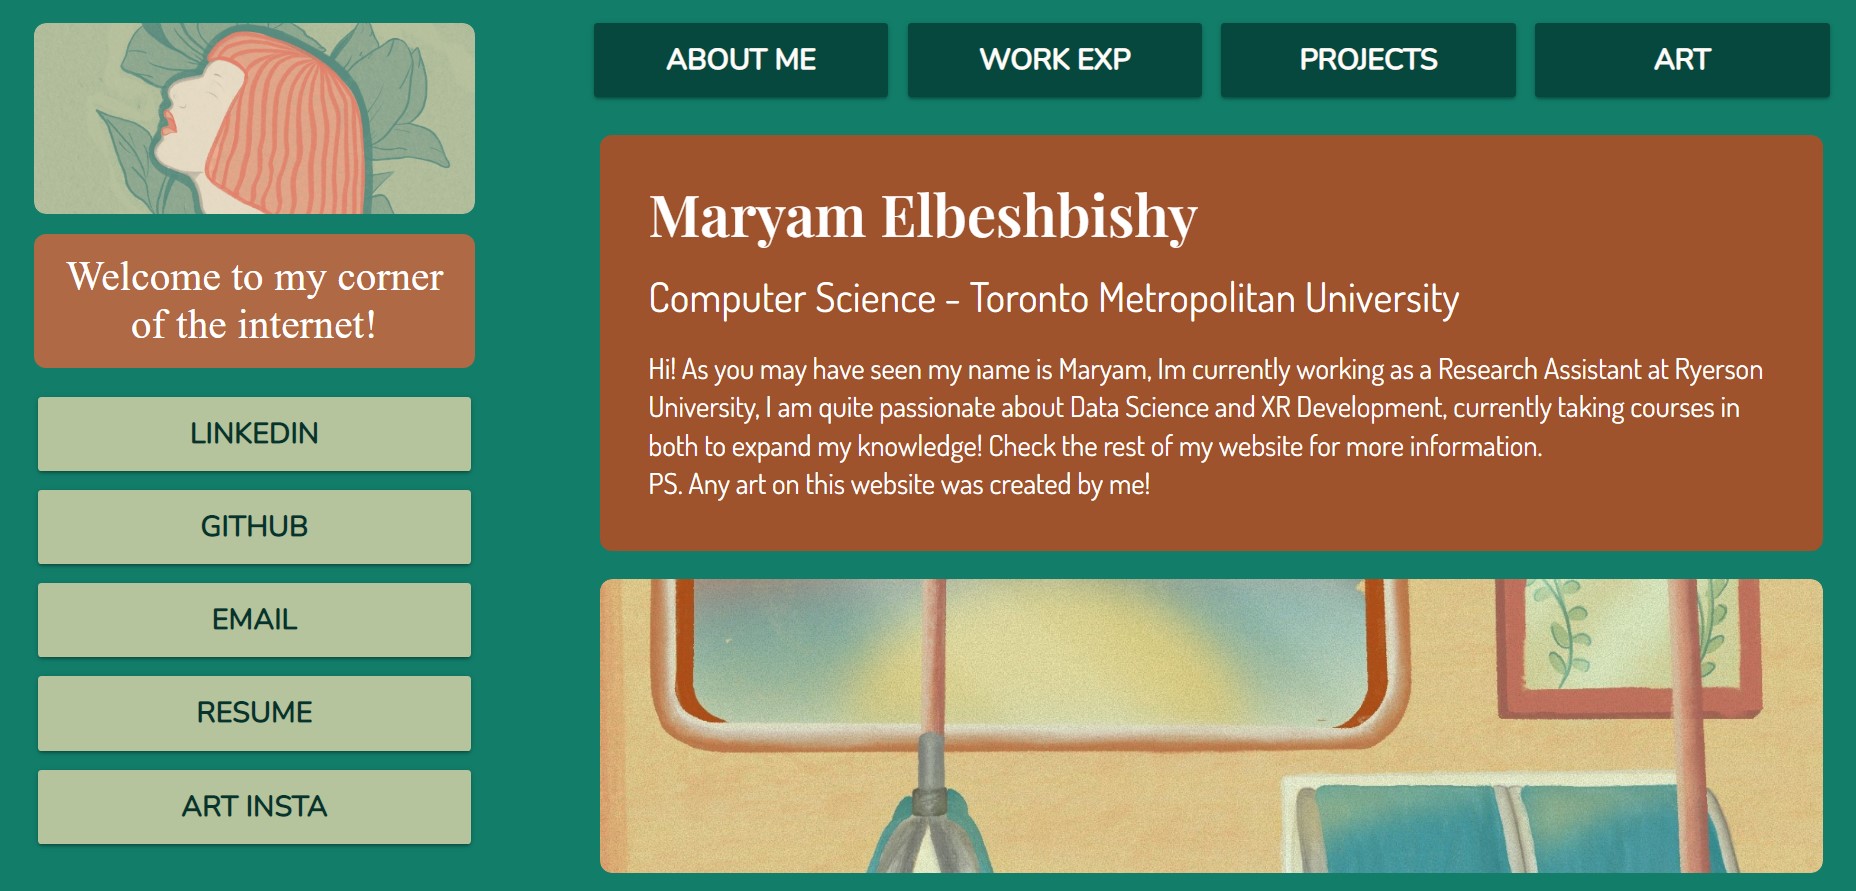 Welcome to my corner
of the internet!
LINKEDIN
GITHUB
EMAIL
RESUME
ART INSTA
ABOUT ME
WORK EXP
PROJECTS
ART
Maryam Elbeshbishy
Computer Science - Toronto Metropolitan University
Hi! As you may have seen my name is Maryam, Im currently working as a Research Assistant at Ryerson
University, I am quite passionate about Data Science and XR Development, currently taking courses in
both to expand my knowledge! Check the rest of my website for more information.
PS. Any art on this website was created by me!